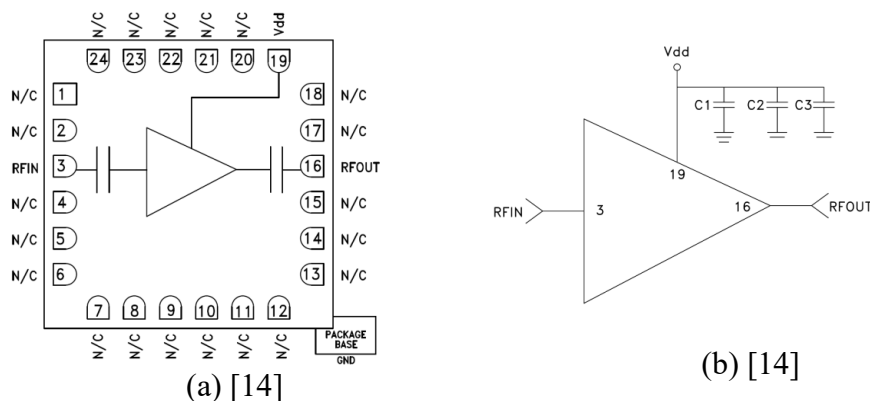 N/C N/C N/C N/C N/C Vdd
24 23 22 21 20 19
N/C 1 18 N/C
N/C 2 17 N/C
RFIN 3 16 RFOUT
N/C 4 15 N/C
N/C 5 14 N/C
N/C 6 13 N/C
7 8 9 10 11 12
N/C N/C N/C N/C N/C N/C
PACKAGE
BASE
GND
(a) [14]
Vdd
C1 C2 C3
19
RFIN 3 16 RFOUT
(b) [14]